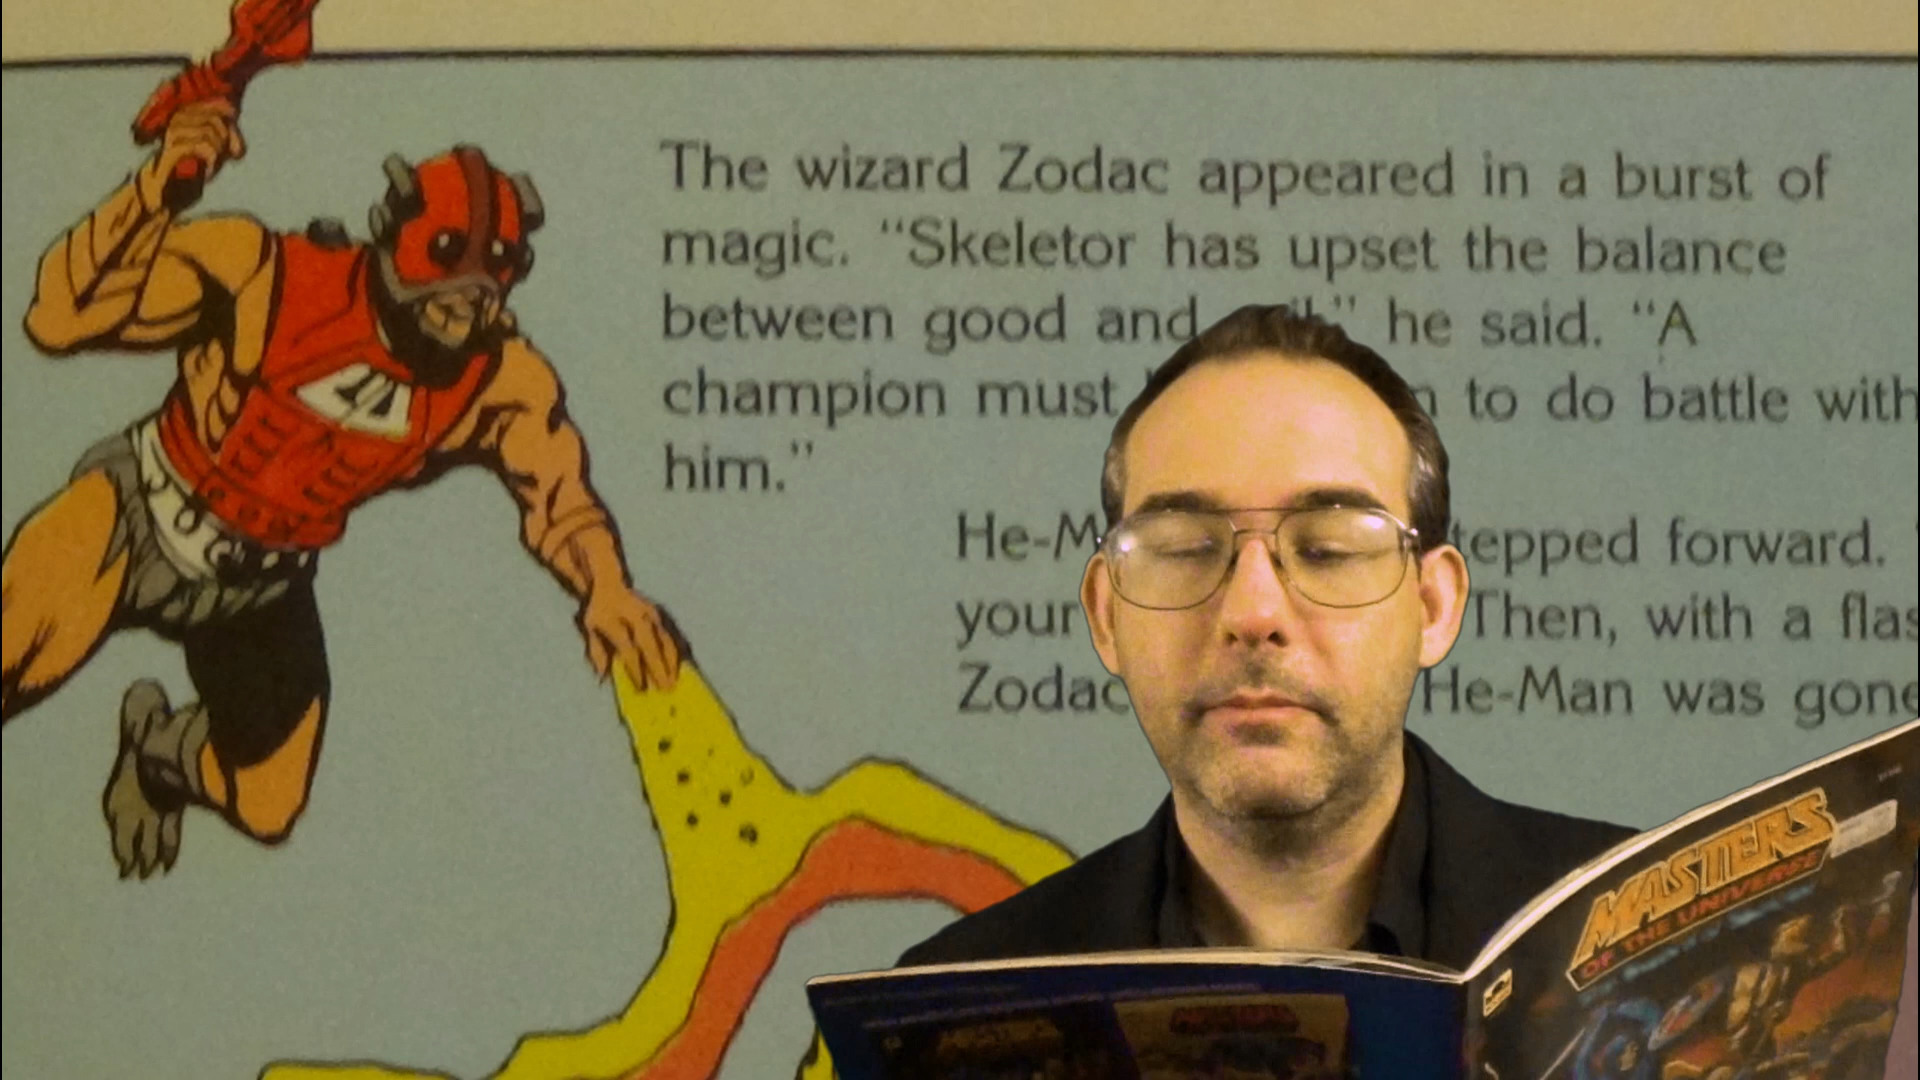 The wizard Zodac appeared in a burst of
magic. “Skeletor has upset the balance
between good and ” he said. “A
champion must to do battle with
him.”
He-M tepped forward.
your Then, with a flas
Zodac He-Man was gone
MASTERS
OF THE UNIVERSE